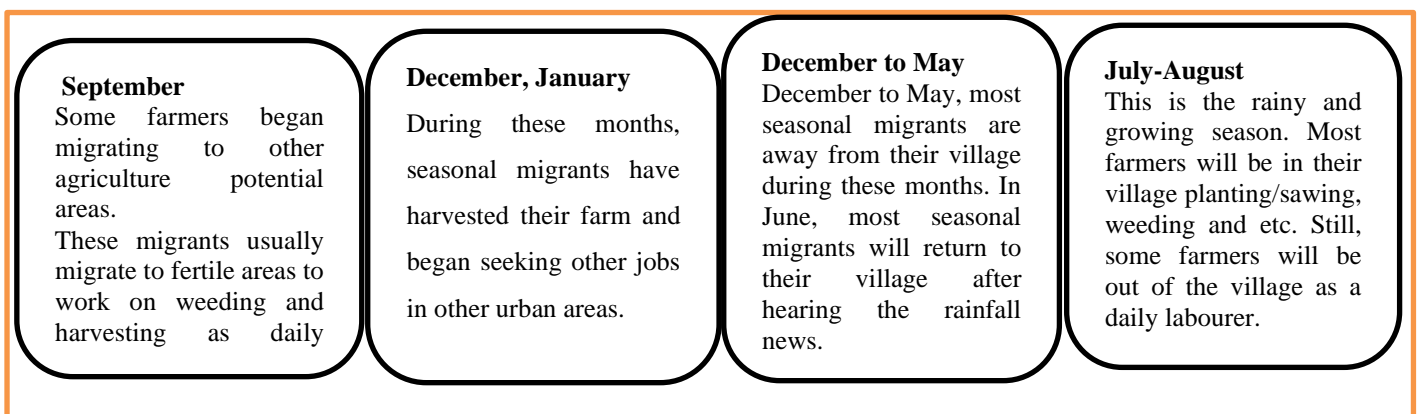 September
Some farmers began
migrating to other
agriculture potential
areas.
These migrants usually
migrate to fertile areas to
work on weeding and
harvesting as daily
December, January
During these months,
seasonal migrants have
harvested their farm and
began seeking other jobs
in other urban areas.
December to May
December to May, most
seasonal migrants are
away from their village
during these months. In
June, most seasonal
migrants will return to
their village after
hearing the rainfall
news.
July-August
This is the rainy and
growing season. Most
farmers will be in their
village planting/sawing,
weeding and etc. Still,
some farmers will be
out of the village as a
daily labourer.